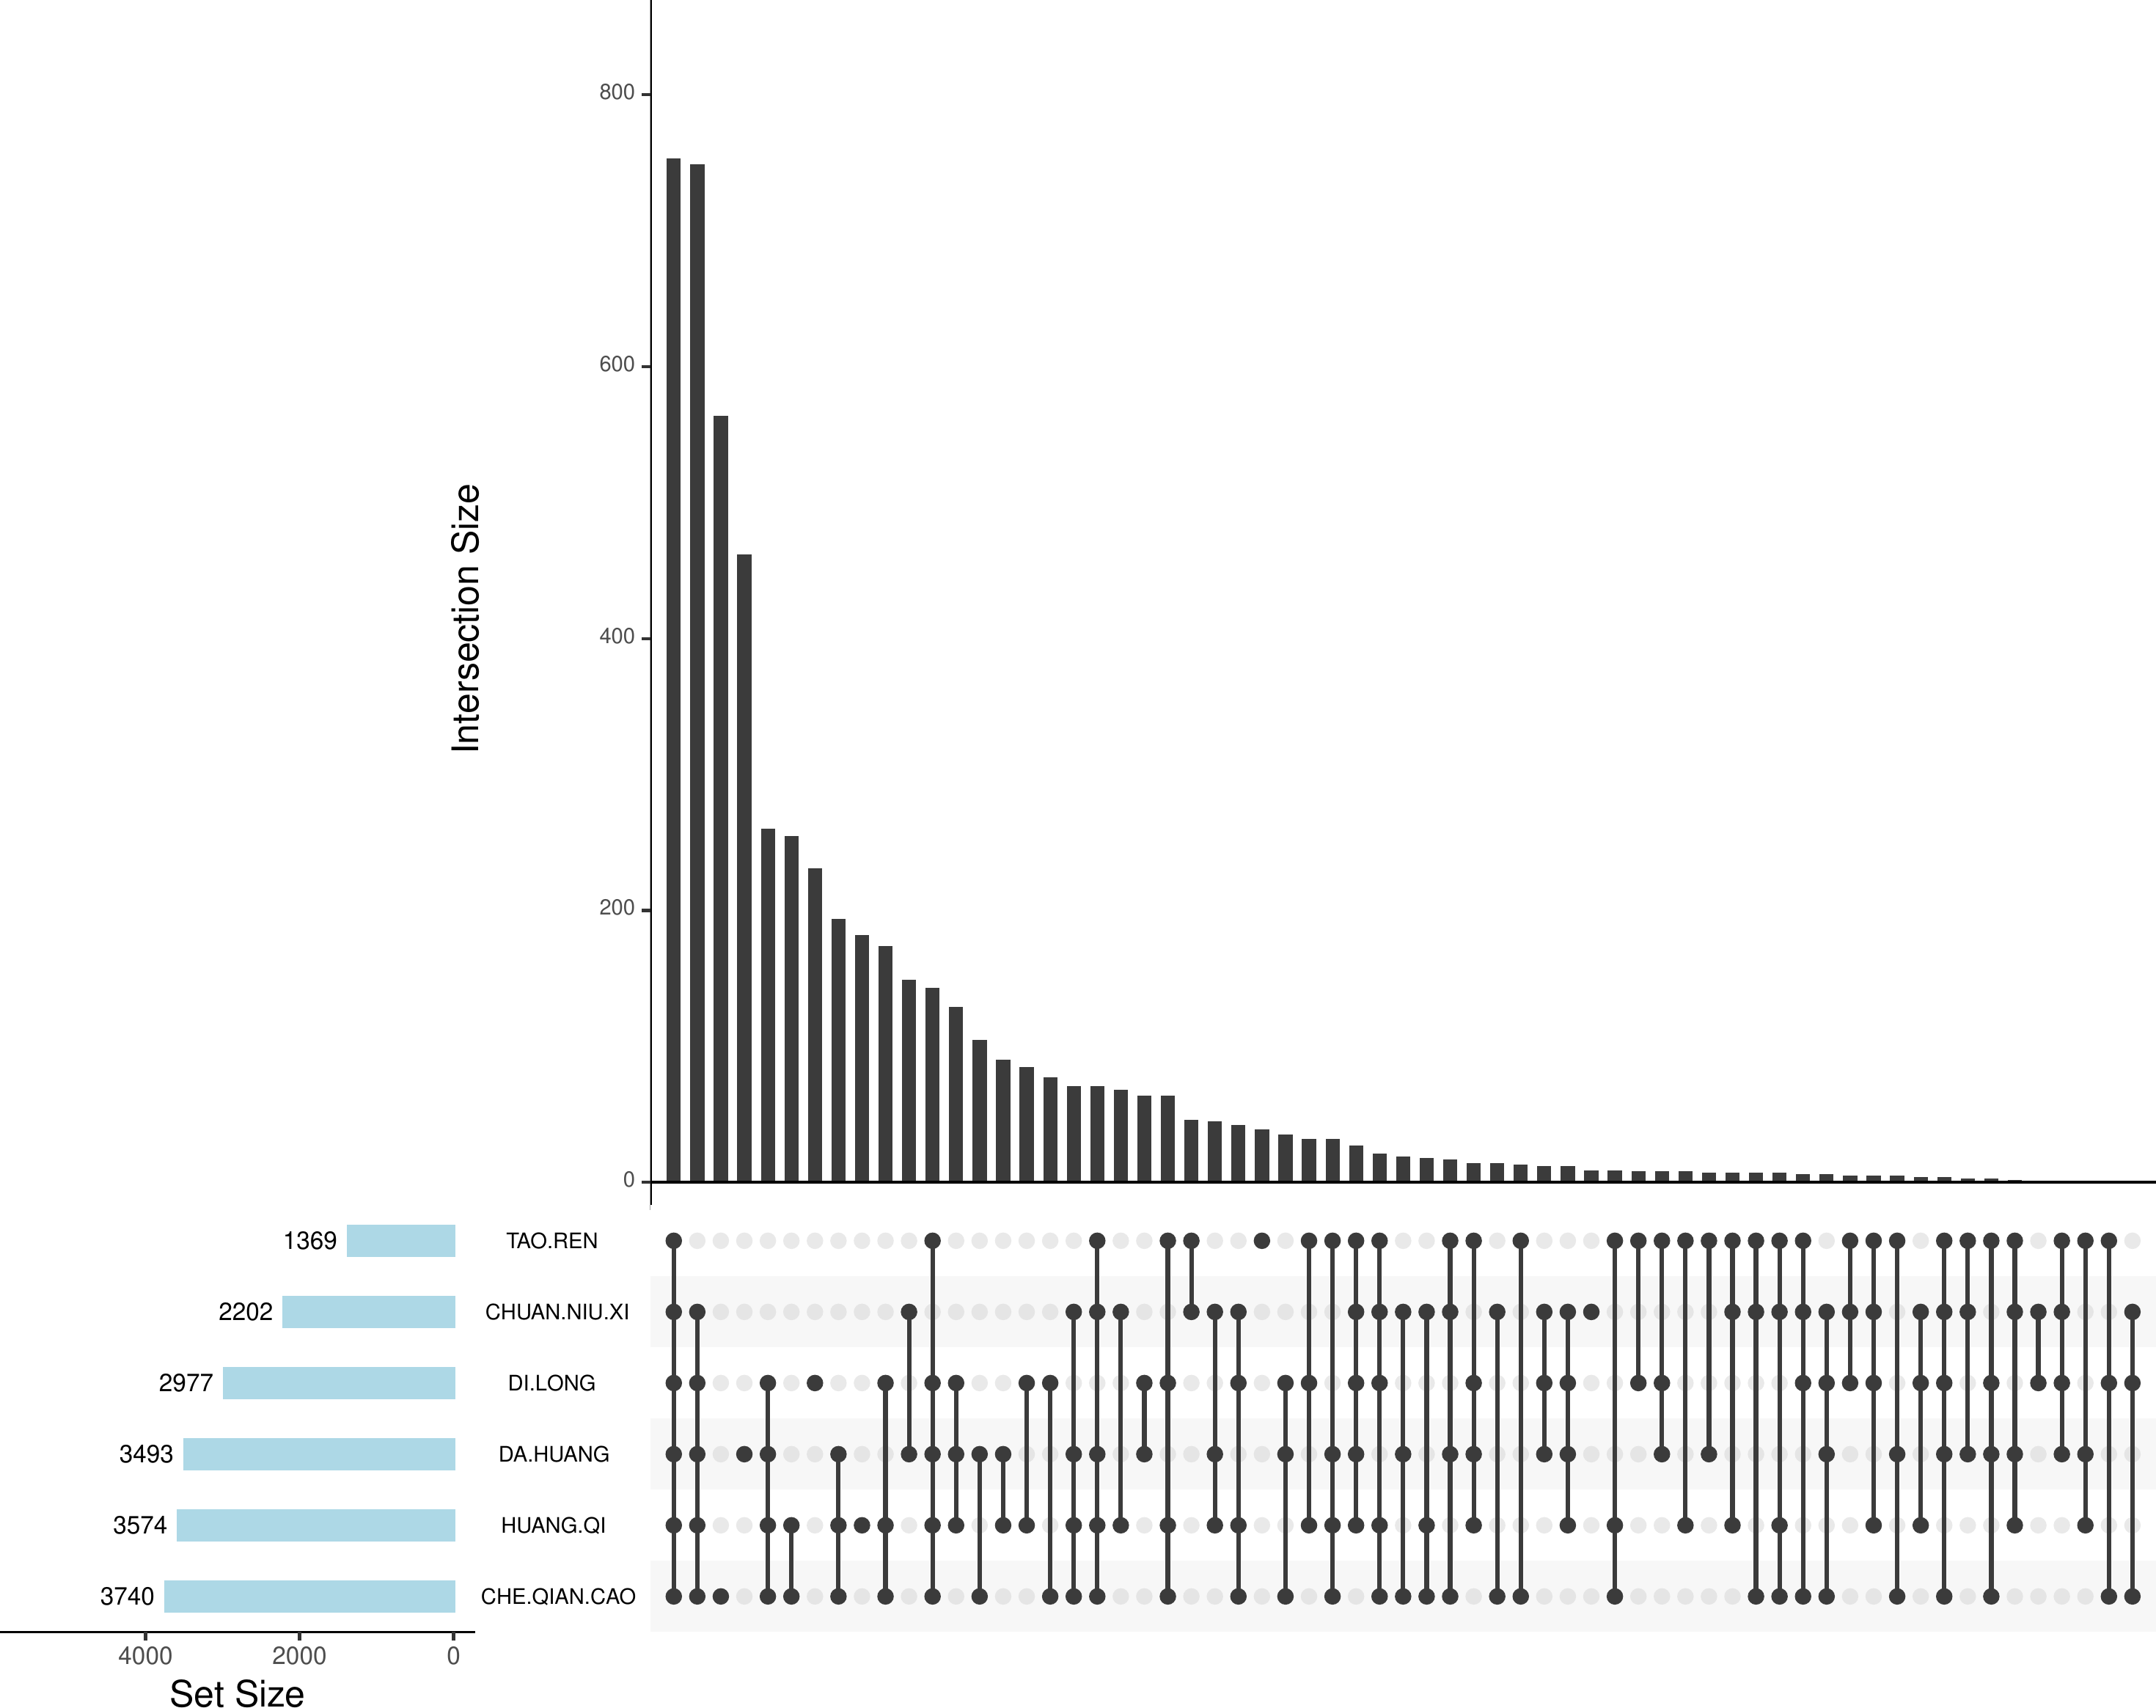 800
600
400
200
0
Intersection Size
1369 TAO.REN
2202 CHUAN.NIU.XI
2977 DI.LONG
3493 DA.HUANG
3574 HUANG.QI
3740 CHE.QIAN.CAO
4000 2000 0
Set Size